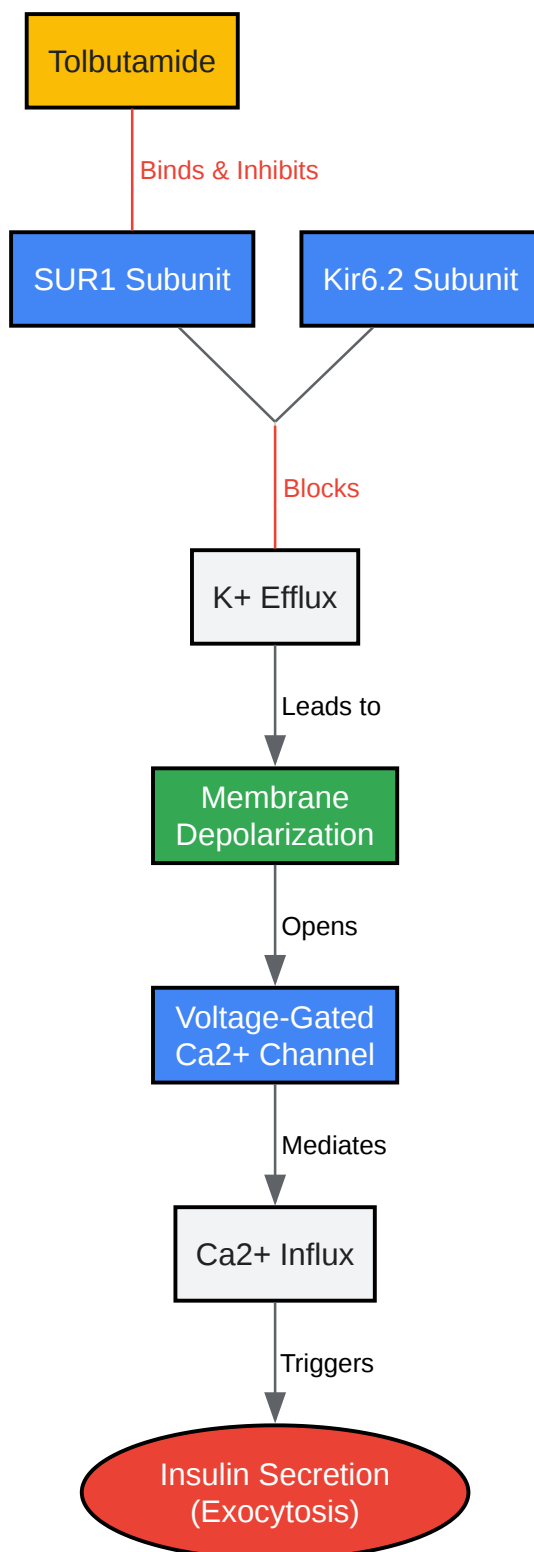 Tolbutamide
Binds & Inhibits
SUR1 Subunit
Kir6.2 Subunit
Blocks
K+ Efflux
Leads to
Membrane
Depolarization
Opens
Voltage-Gated
Ca2+ Channel
Mediates
Ca2+ Influx
Triggers
Insulin Secretion
(Exocytosis)